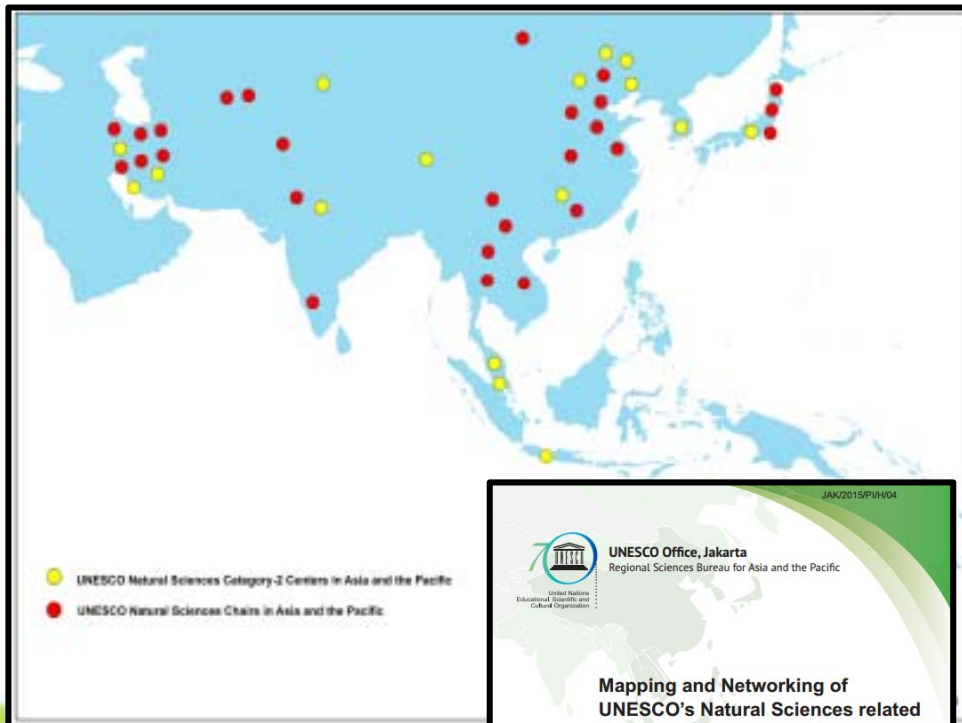 UNESCO Natural Sciences Category-2 Centers in Asia and the Pacific
UNESCO Natural Sciences Chairs in Asia and the Pacific
JAK/2015/PI/H/04
70
UNESCO
United Nations
Educational, Scientific and
Cultural Organization
UNESCO Office, Jakarta
Regional Sciences Bureau for Asia and the Pacific
Mapping and Networking of
UNESCO's Natural Sciences related